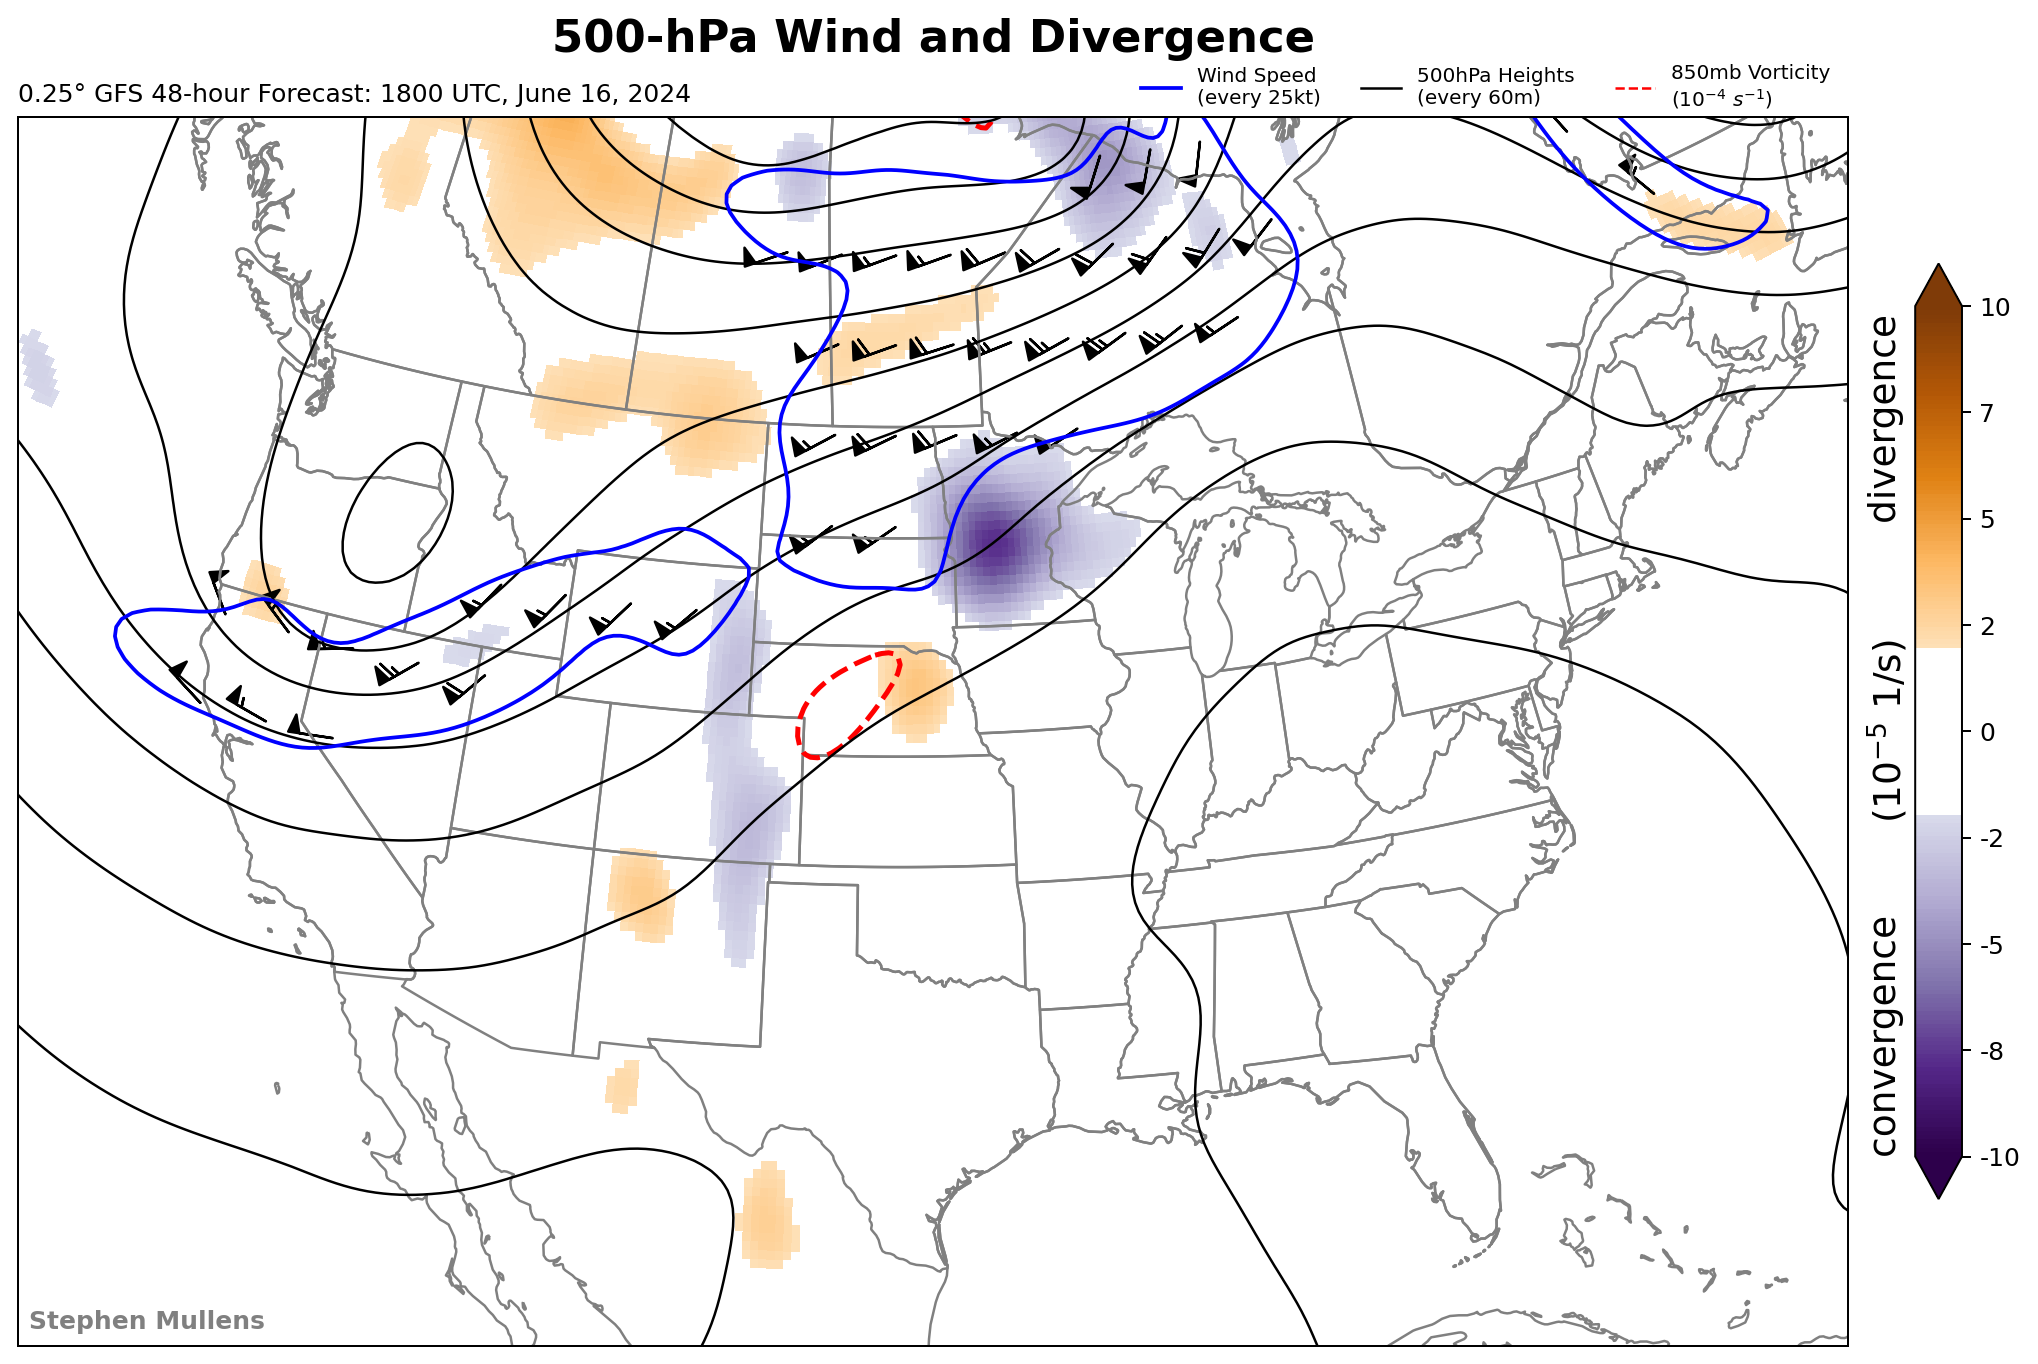 500-hPa Wind and Divergence
0.25° GFS 48-hour Forecast: 1800 UTC, June 16, 2024
Wind Speed
(every 25kt)
500hPa Heights
(every 60m)
850mb Vorticity
(10⁻⁴ s⁻¹)
10
7
5
2
0
-2
-5
-8
-10
divergence
(10⁻⁵ 1/s)
convergence
Stephen Mullens